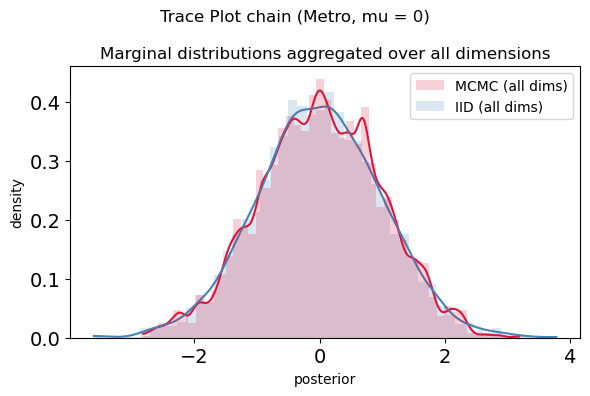 Trace Plot chain (Metro, mu = 0)
Marginal distributions aggregated over all dimensions
MCMC (all dims)
IID (all dims)
density
0.4
0.3
0.2
0.1
0.0
−2
0
2
4
posterior